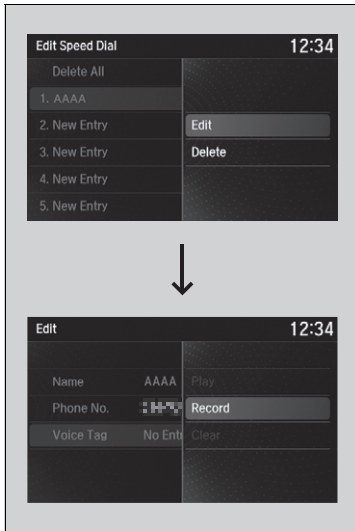 Edit Speed Dial 12:34
Delete All
1. AAAA
2. New Entry Edit
3. New Entry Delete
4. New Entry
5. New Entry
Edit 12:34
Name AAAA Play
Phone No. Record
Voice Tag No Ent Clear